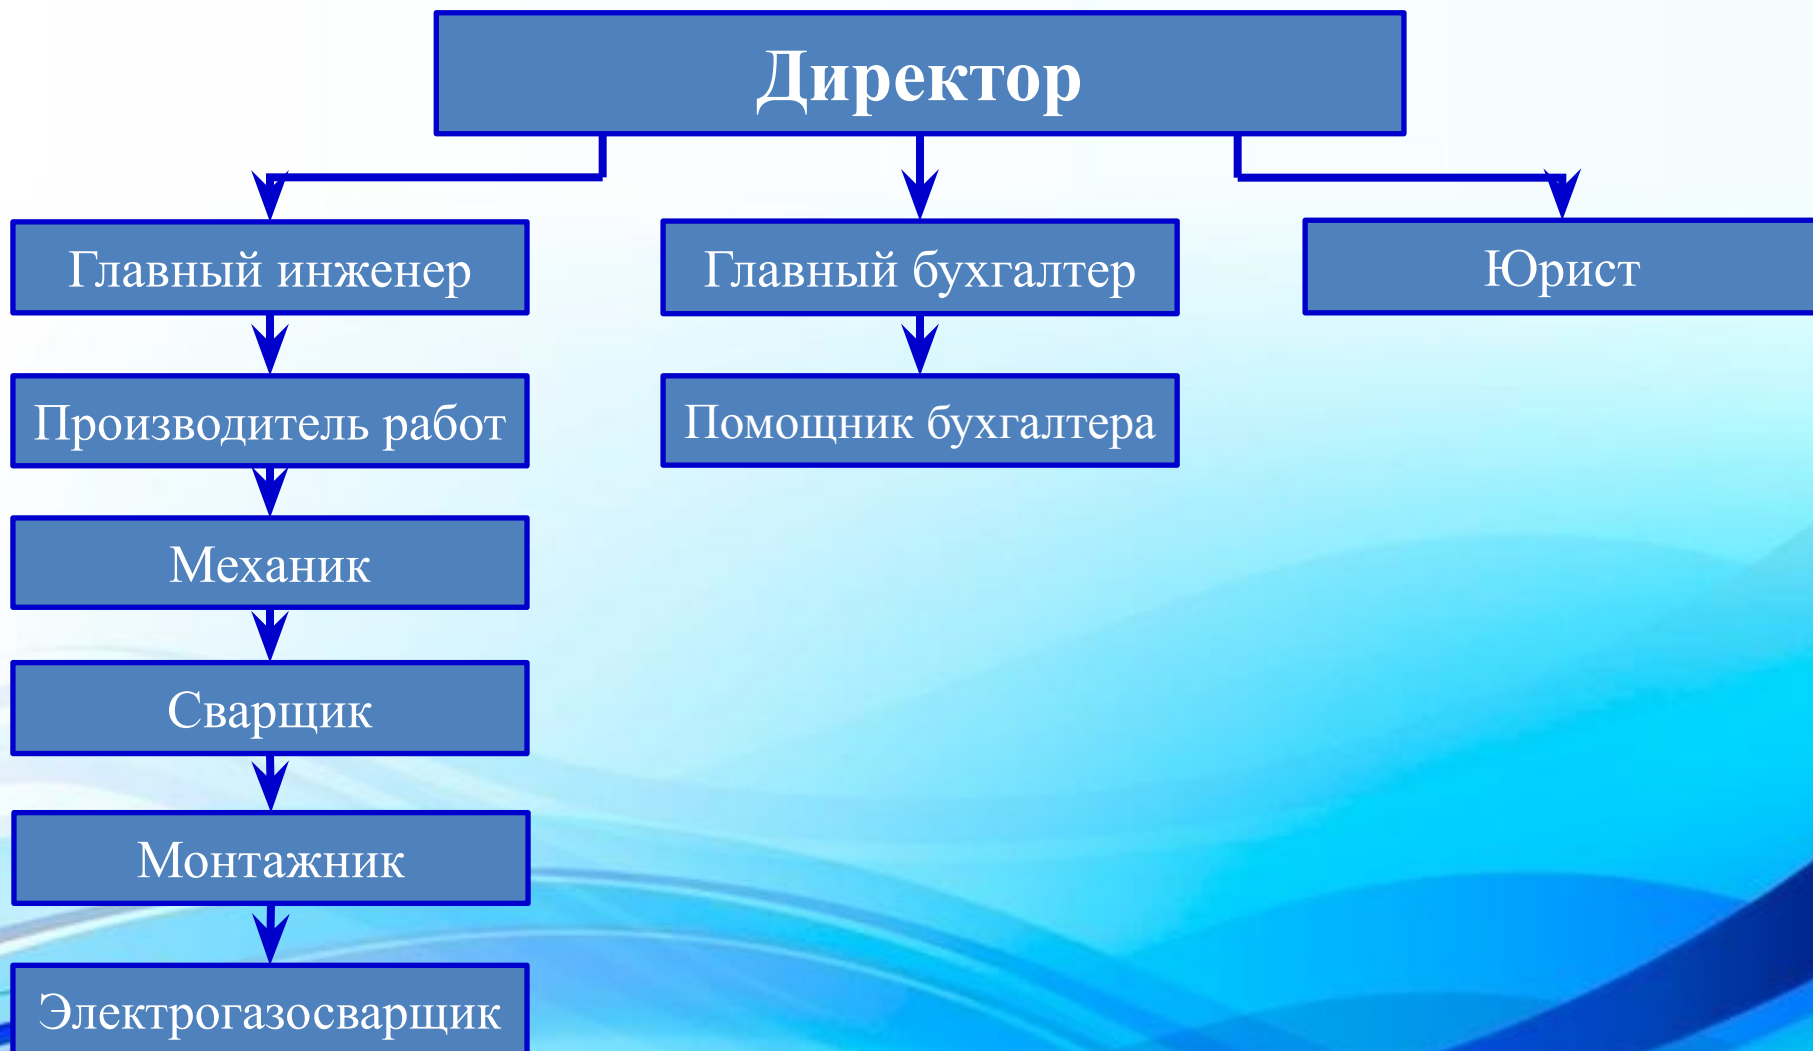 Директор
Главный инженер
Главный бухгалтер
Юрист
Производитель работ
Помощник бухгалтера
Механик
Сварщик
Монтажник
Электрогазосварщик